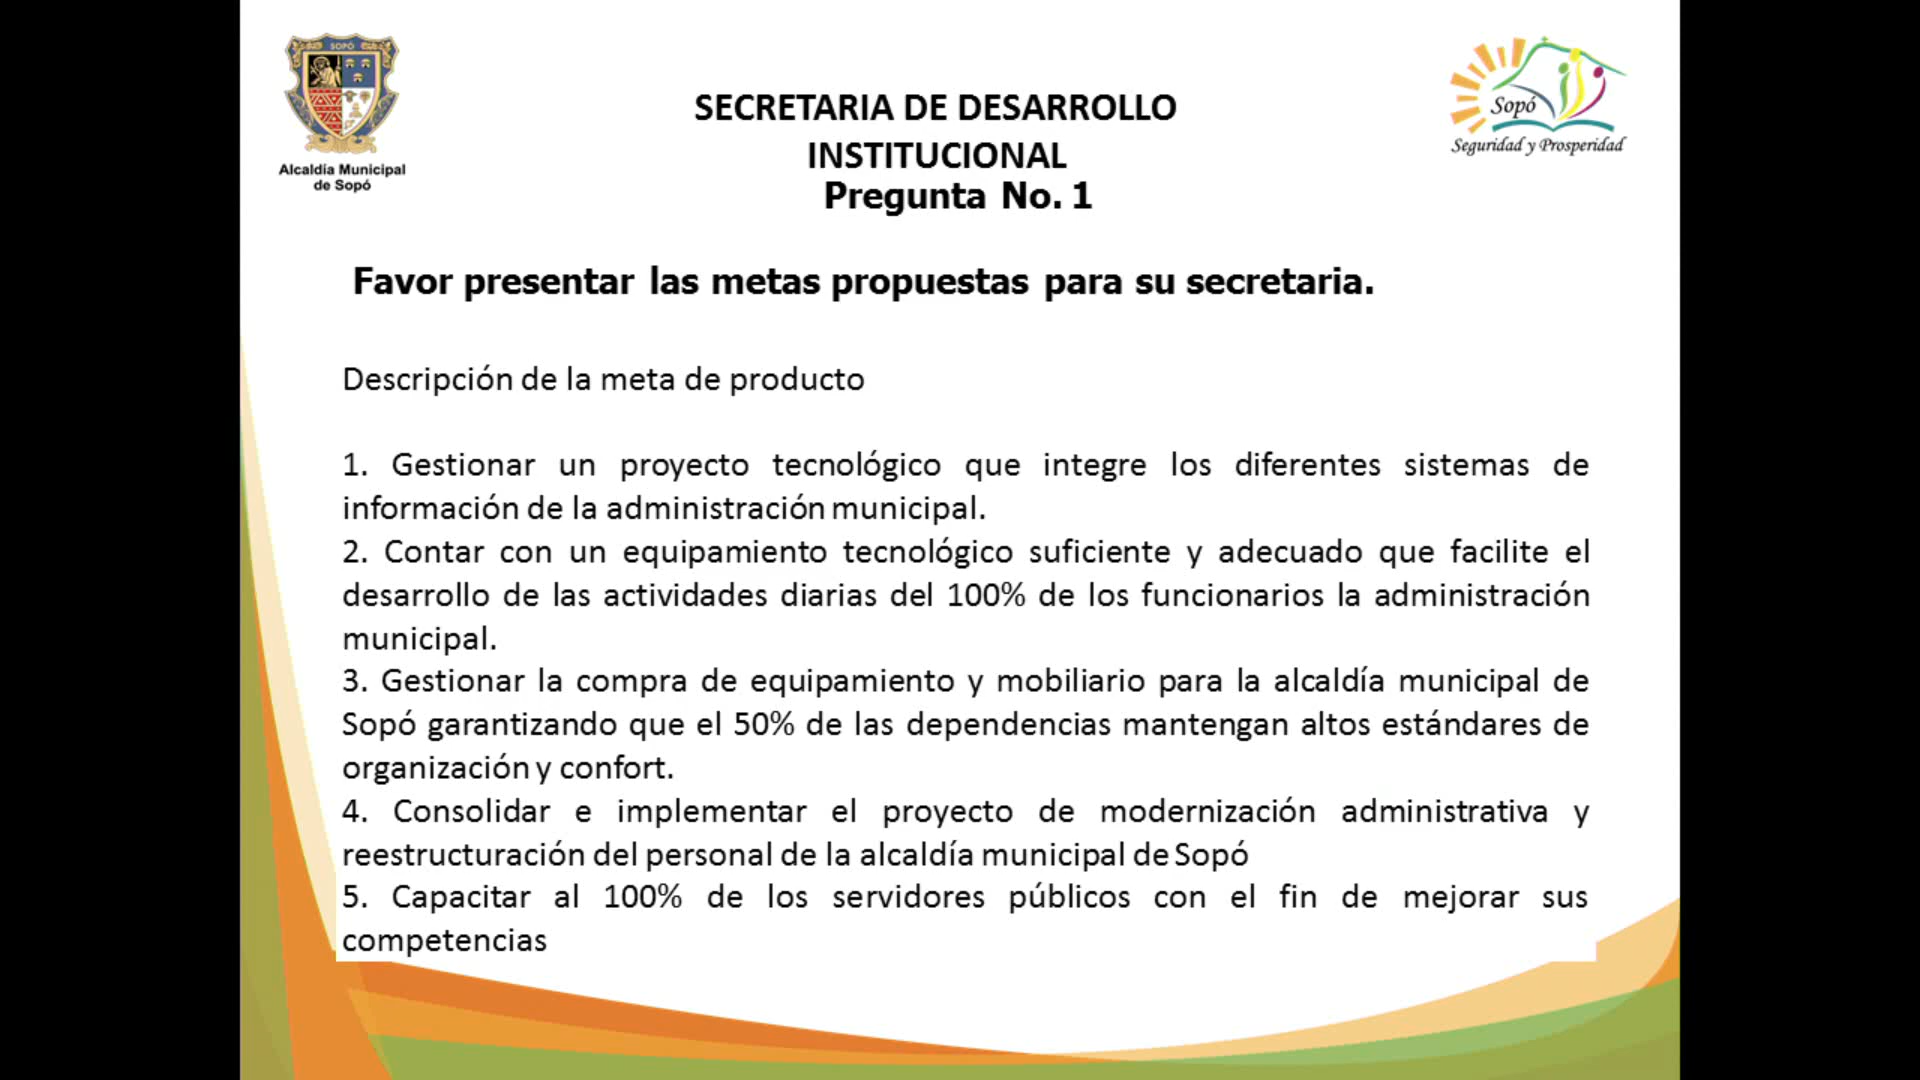 SOPÓ
Alcaldía Municipal
de Sopó
SECRETARIA DE DESARROLLO
INSTITUCIONAL
Pregunta No. 1
Sopó
Seguridad y Prosperidad
Favor presentar las metas propuestas para su secretaria.
Descripción de la meta de producto
1. Gestionar un proyecto tecnológico que integre los diferentes sistemas de
información de la administración municipal.
2. Contar con un equipamiento tecnológico suficiente y adecuado que facilite el
desarrollo de las actividades diarias del 100% de los funcionarios la administración
municipal.
3. Gestionar la compra de equipamiento y mobiliario para la alcaldía municipal de
Sopó garantizando que el 50% de las dependencias mantengan altos estándares de
organización y confort.
4. Consolidar e implementar el proyecto de modernización administrativa y
reestructuración del personal de la alcaldía municipal de Sopó
5. Capacitar al 100% de los servidores públicos con el fin de mejorar sus
competencias